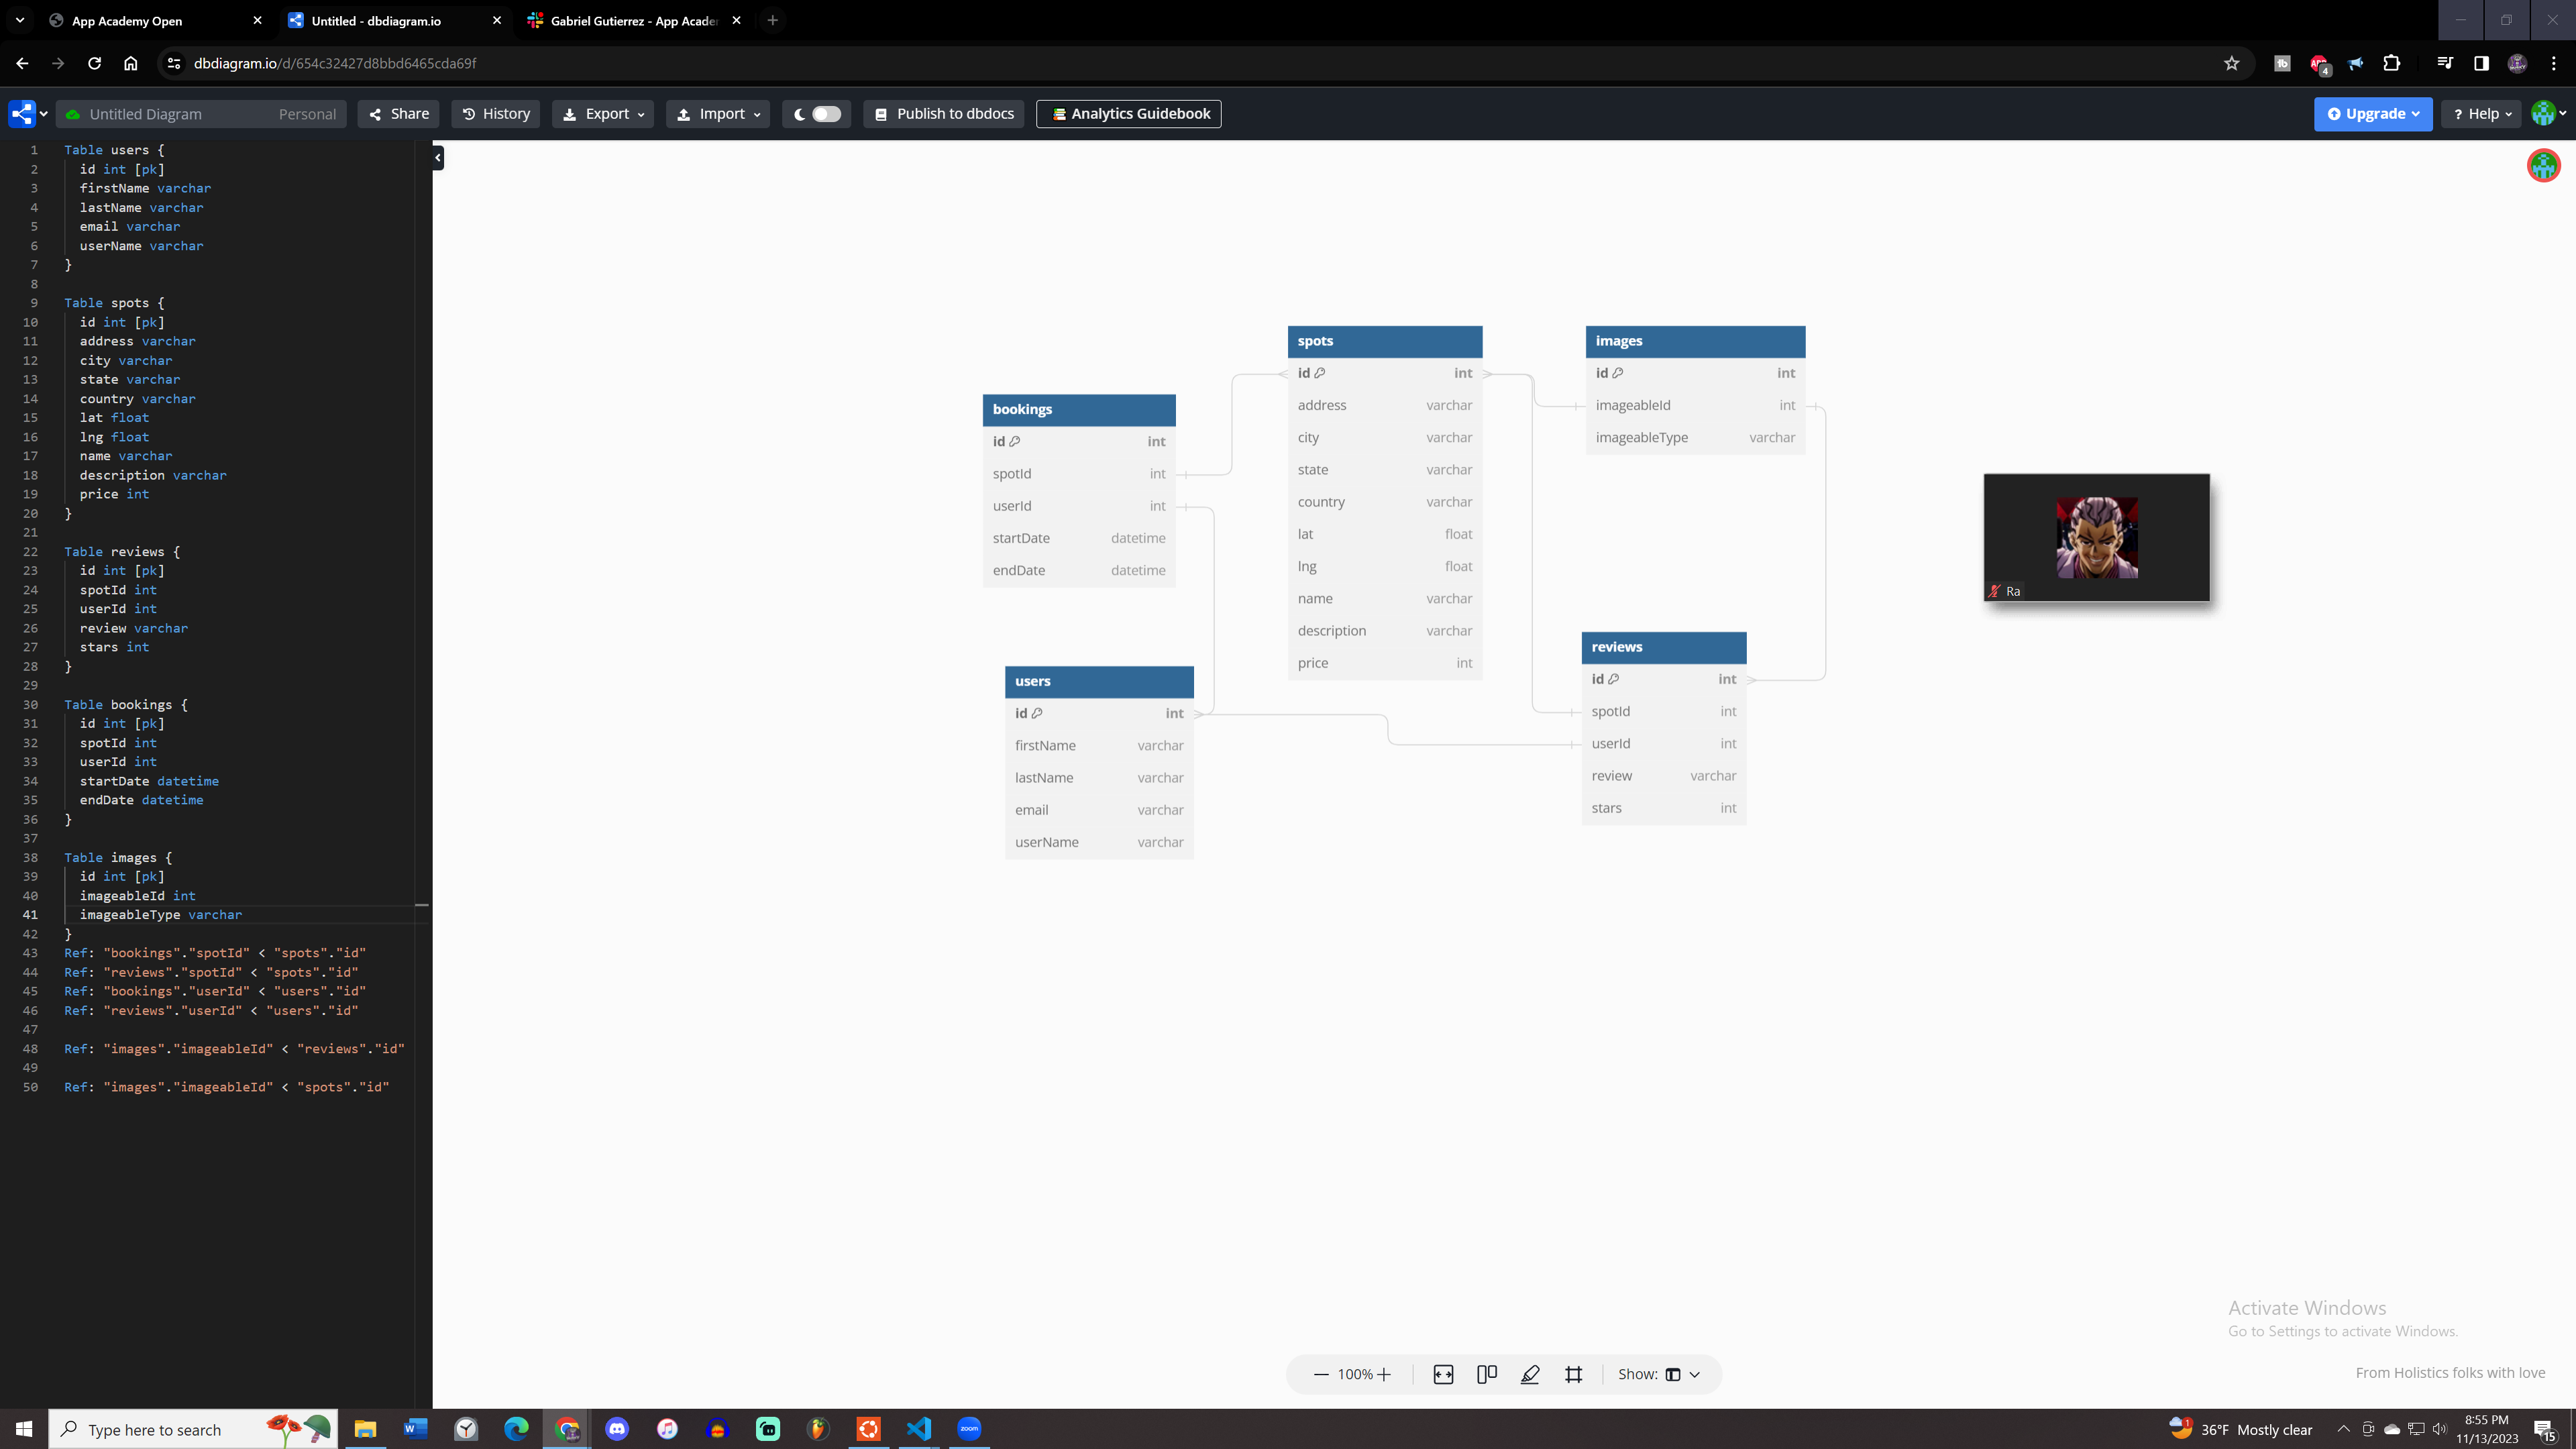 App Academy Open
Untitled - dbdiagram.io
Gabriel Gutierrez - App Acade
dbdiagram.io/d/654c32427d8bbd6465cda69f
4
Untitled Diagram Personal Share History Export Import Publish to dbdocs Analytics Guidebook Upgrade ? Help
1 Table users {
2 id int [pk]
3 firstName varchar
4 lastName varchar
5 email varchar
6 userName varchar
7 }
8
9 Table spots {
10 id int [pk]
11 address varchar
12 city varchar
13 state varchar
14 country varchar
15 lat float
16 lng float
17 name varchar
18 description varchar
19 price int
20 }
21
22 Table reviews {
23 id int [pk]
24 spotId int
25 userId int
26 review varchar
27 stars int
28 }
29
30 Table bookings {
31 id int [pk]
32 spotId int
33 userId int
34 startDate datetime
35 endDate datetime
36 }
37
38 Table images {
39 id int [pk]
40 imageableId int
41 imageableType varchar
42 }
43 Ref: "bookings"."spotId" < "spots"."id"
44 Ref: "reviews"."spotId" < "spots"."id"
45 Ref: "bookings"."userId" < "users"."id"
46 Ref: "reviews"."userId" < "users"."id"
47
48 Ref: "images"."imageableId" < "reviews"."id"
49
50 Ref: "images"."imageableId" < "spots"."id"
bookings
id int
spotId int
userId int
startDate datetime
endDate datetime
users
id int
firstName varchar
lastName varchar
email varchar
userName varchar
spots
id int
address varchar
city varchar
state varchar
country varchar
lat float
lng float
name varchar
description varchar
price int
images
id int
imageableId int
imageableType varchar
reviews
id int
spotId int
userId int
review varchar
stars int
Ra
Activate Windows
Go to Settings to activate Windows.
From Holistics folks with love
100% Show:
Type here to search
zoom
1
36°F Mostly clear
8:55 PM
11/13/2023
15